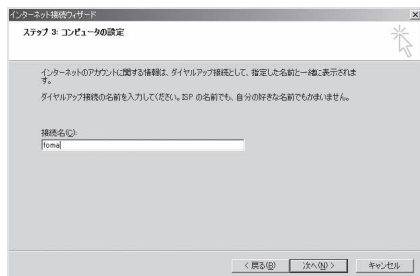 インターネット接続ウィザード
ステップ 3: コンピュータの設定
インターネットのアカウントに関する情報は、ダイヤルアップ接続として、指定した名前と一緒に表示されま
す。
ダイヤルアップ接続の名前を入力してください。ISP の名前でも、自分の好きな名前でもかまいません。
接続名(C):
foma
< 戻る(B)
次へ(N) >
キャンセル